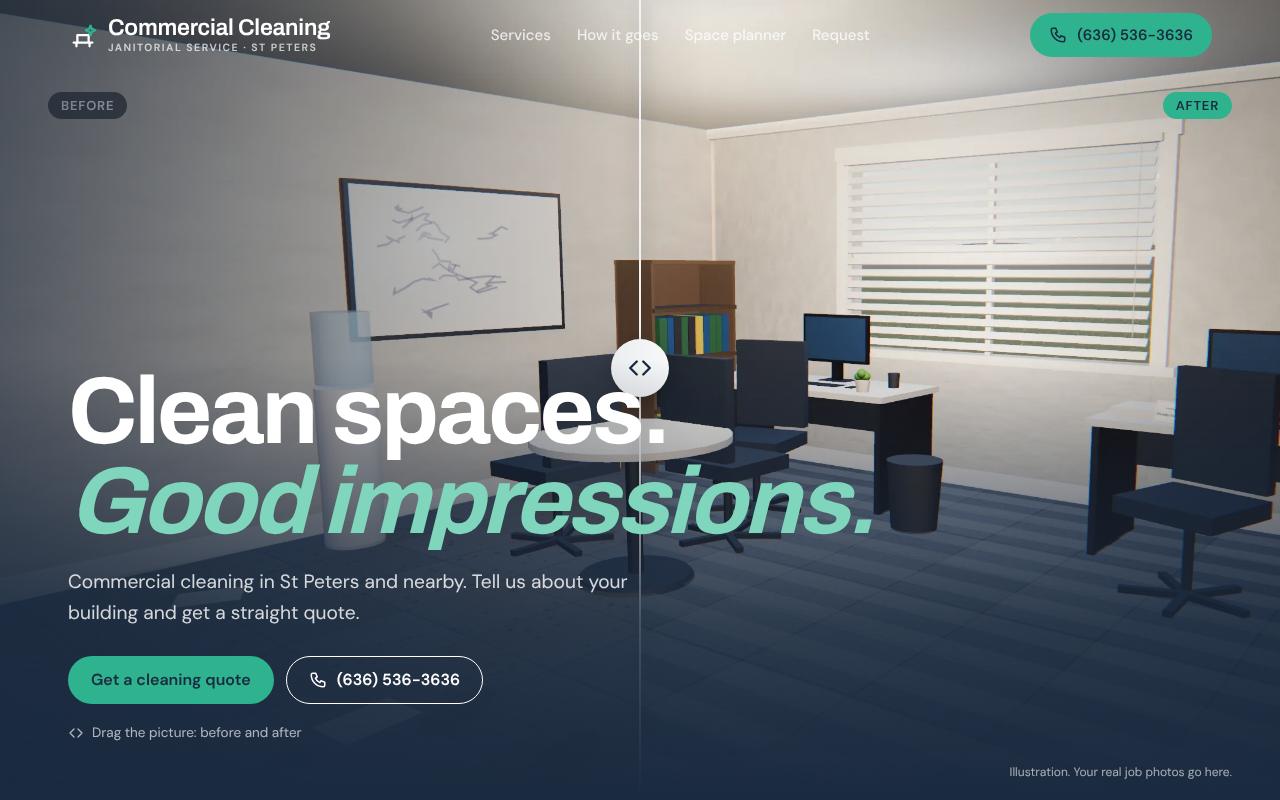 Commercial Cleaning
JANITORIAL SERVICE · ST PETERS
Services
How it goes
Space planner
Request
(636) 536-3636
BEFORE
AFTER
Clean spaces.
Good impressions.
Commercial cleaning in St Peters and nearby. Tell us about your
building and get a straight quote.
Get a cleaning quote
(636) 536-3636
Drag the picture: before and after
Illustration. Your real job photos go here.